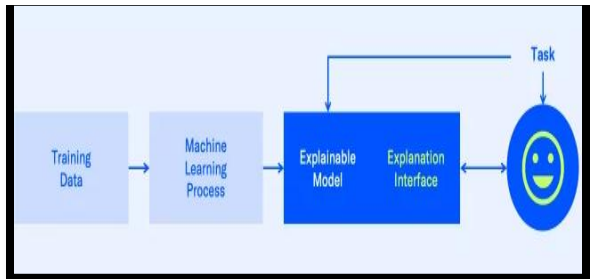 Task
Training
Data
Machine
Learning
Process
Explainable
Model
Explanation
Interface